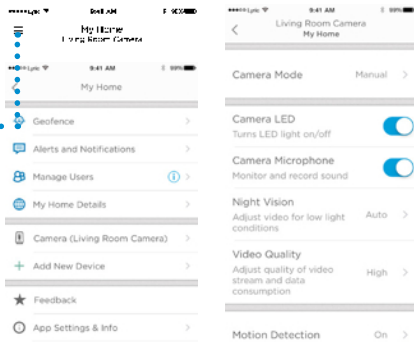 My Home
Living Room Camera
9:41 AM
My Home
Geofence
Alerts and Notifications
Manage Users
My Home Details
Camera (Living Room Camera)
Add New Device
Feedback
App Settings & Info
Lyric
9:41 AM
Living Room Camera
My Home
Camera Mode
Manual
Camera LED
Turns LED light on/off
Camera Microphone
Monitor and record sound
Night Vision
Adjust video for low light
conditions
Auto
Video Quality
Adjust quality of video
stream and data
consumption
High
Motion Detection
On